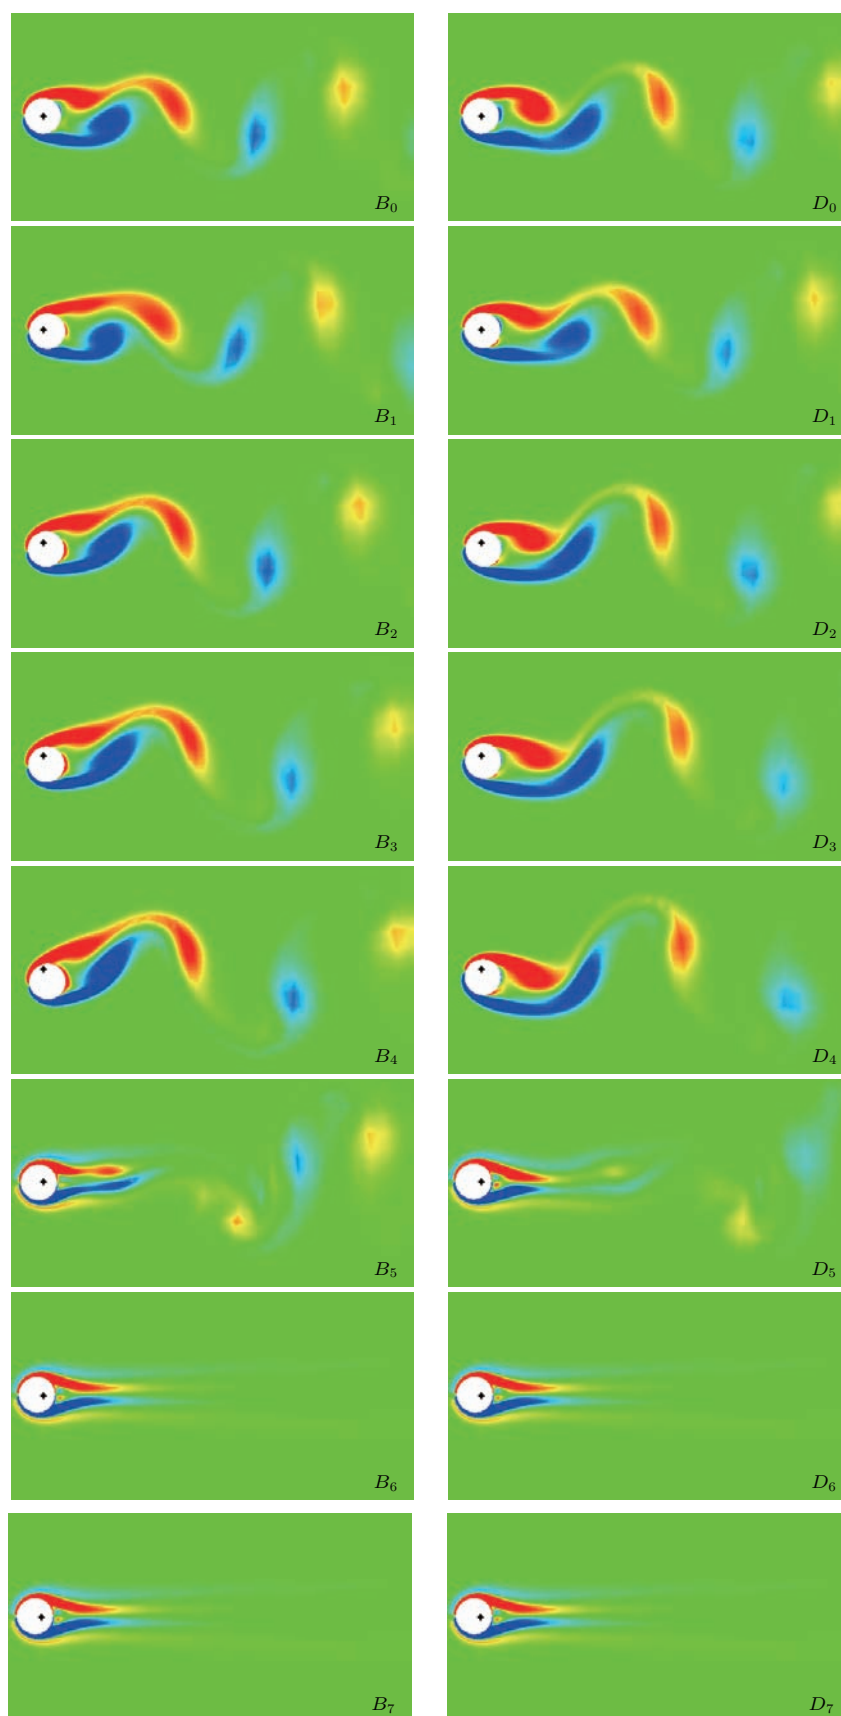 B₀ D₀
B₁ D₁
B₂ D₂
B₃ D₃
B₄ D₄
B₅ D₅
B₆ D₆
B₇ D₇